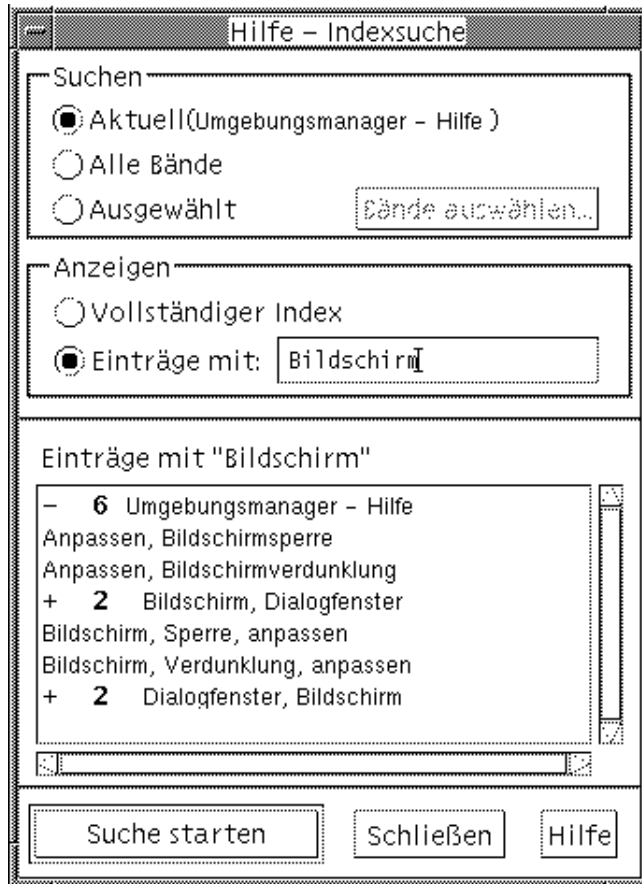 Hilfe – Indexsuche
Suchen
Aktuell(Umgebungsmanager – Hilfe )
Alle Bände
Ausgewählt Bände auswählen...
Anzeigen
Vollständiger Index
Einträge mit: Bildschirm
Einträge mit "Bildschirm"
– 6 Umgebungsmanager – Hilfe
Anpassen, Bildschirmsperre
Anpassen, Bildschirmverdunklung
+ 2 Bildschirm, Dialogfenster
Bildschirm, Sperre, anpassen
Bildschirm, Verdunklung, anpassen
+ 2 Dialogfenster, Bildschirm
Suche starten Schließen Hilfe